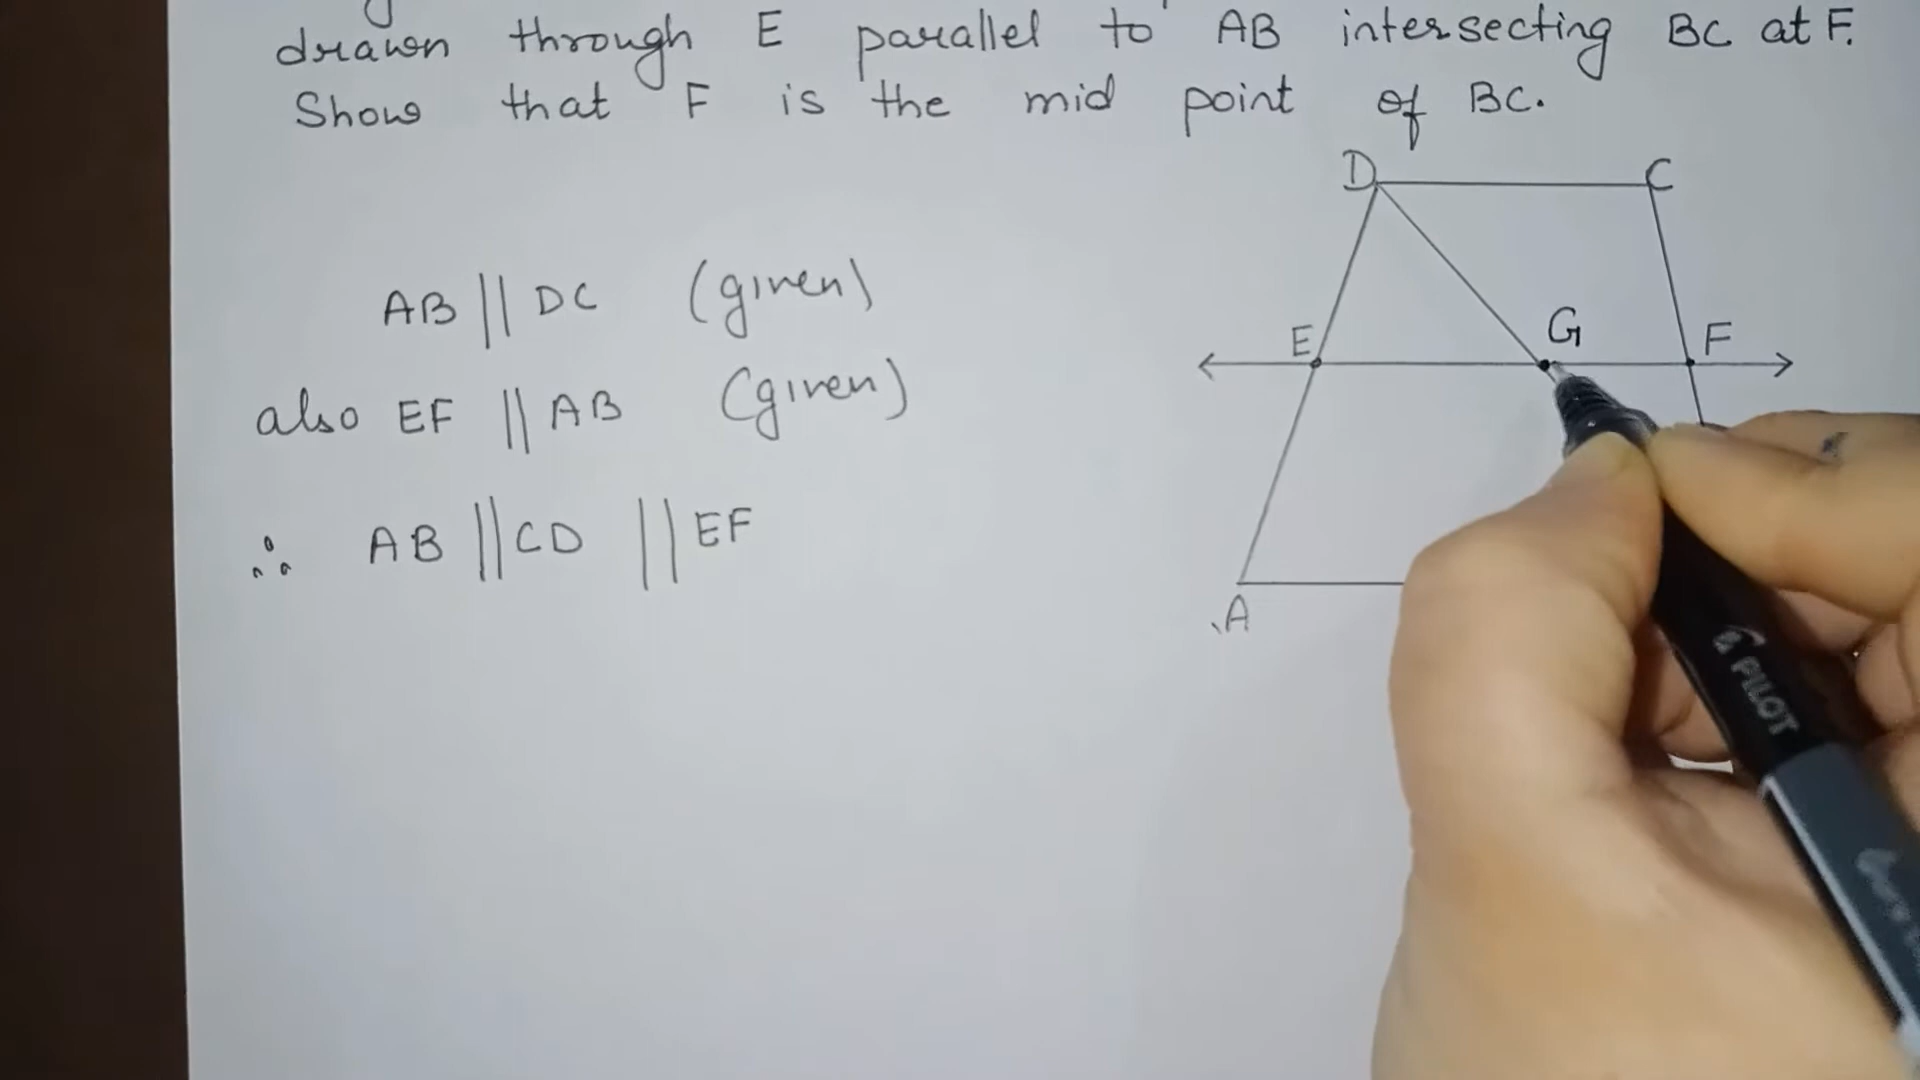 drawn through E parallel to AB intersecting BC at F.
Show that F is the mid point of BC.
D C
AB || DC (given)
G
E F
also EF || AB (given)
∴ AB || CD || EF
A
PILOT